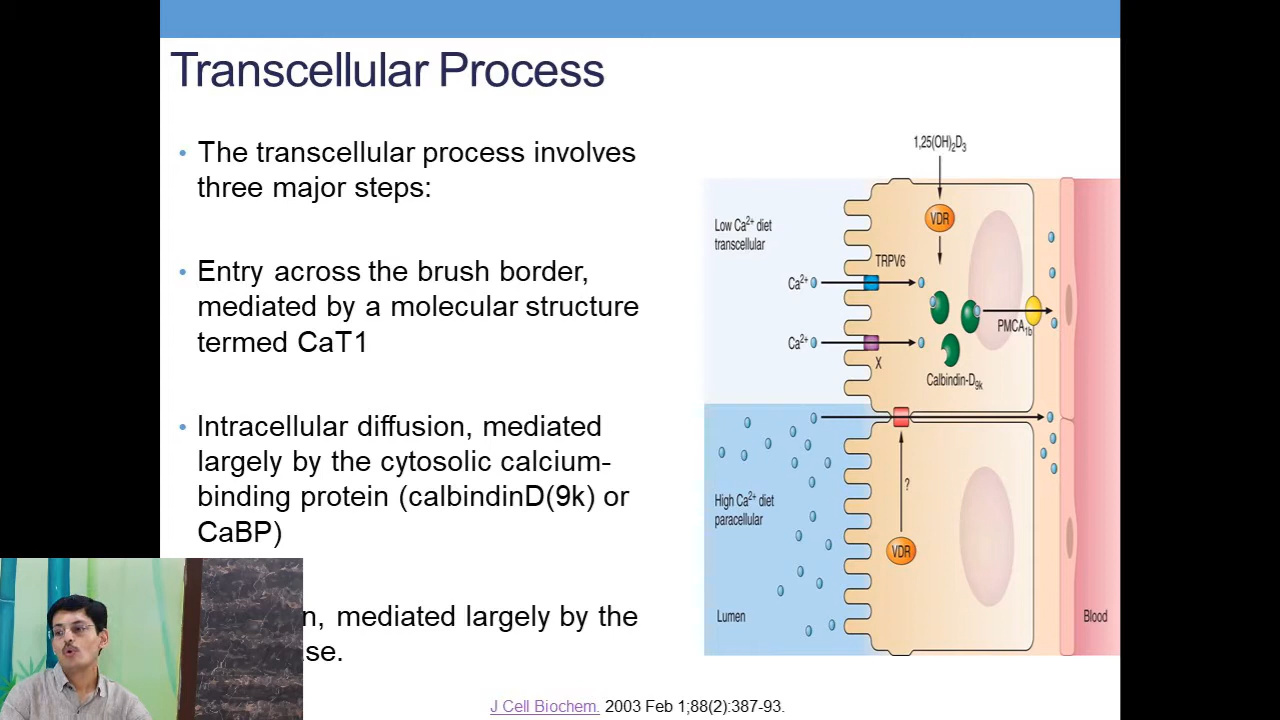 Transcellular Process
• The transcellular process involves
three major steps:
• Entry across the brush border,
mediated by a molecular structure
termed CaT1
• Intracellular diffusion, mediated
largely by the cytosolic calcium-
binding protein (calbindinD(9k) or
CaBP)
mediated largely by the
1,25(OH)₂D₃
VDR
Low Ca²⁺ diet
transcellular
TRPV6
Ca²⁺
PMCA₁b
Ca²⁺
X
Calbindin-D₉k
?
High Ca²⁺ diet
paracellular
VDR
Lumen
Blood
J Cell Biochem. 2003 Feb 1;88(2):387-93.